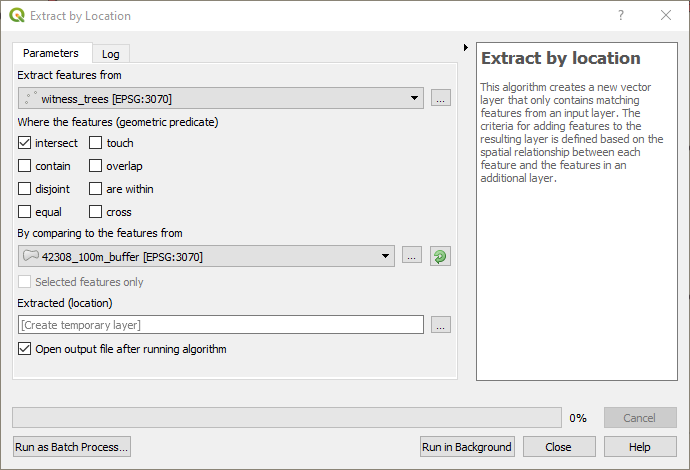 Extract by Location
?
Parameters
Log
Extract features from
witness_trees [EPSG:3070]
...
Where the features (geometric predicate)
intersect touch
contain overlap
disjoint are within
equal cross
By comparing to the features from
42308_100m_buffer [EPSG:3070]
...
Selected features only
Extracted (location)
[Create temporary layer]
...
Open output file after running algorithm
Extract by location
This algorithm creates a new vector
layer that only contains matching
features from an input layer. The
criteria for adding features to the
resulting layer is defined based on the
spatial relationship between each
feature and the features in an
additional layer.
0%
Cancel
Run as Batch Process...
Run in Background
Close
Help